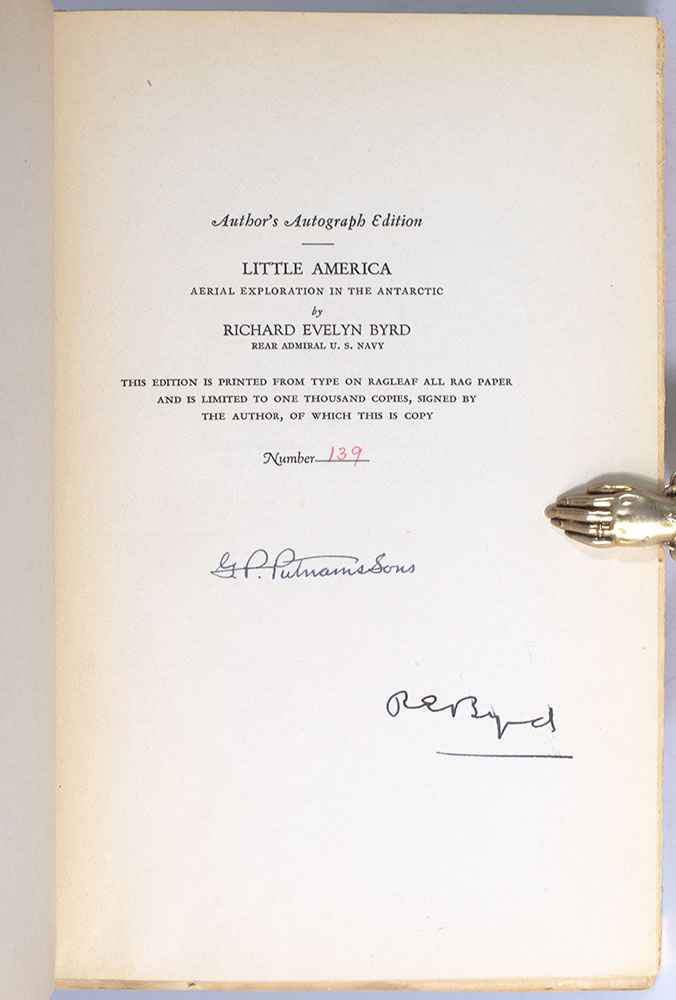 Author's Autograph Edition
LITTLE AMERICA
AERIAL EXPLORATION IN THE ANTARCTIC
by
RICHARD EVELYN BYRD
REAR ADMIRAL U. S. NAVY
THIS EDITION IS PRINTED FROM TYPE ON RAGLEAF ALL RAG PAPER
AND IS LIMITED TO ONE THOUSAND COPIES, SIGNED BY
THE AUTHOR, OF WHICH THIS IS COPY
Number 139
G. P. Putnam's Sons
R E Byrd